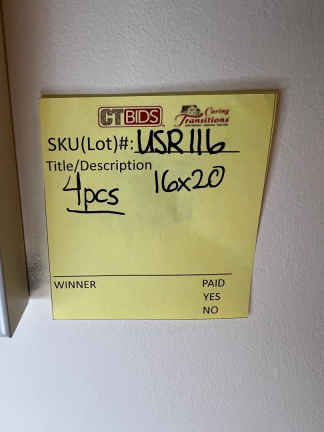 CTBIDS Caring Transitions
SKU(Lot)#: USR116
Title/Description
4pcs 16x20
WINNER PAID
YES
NO